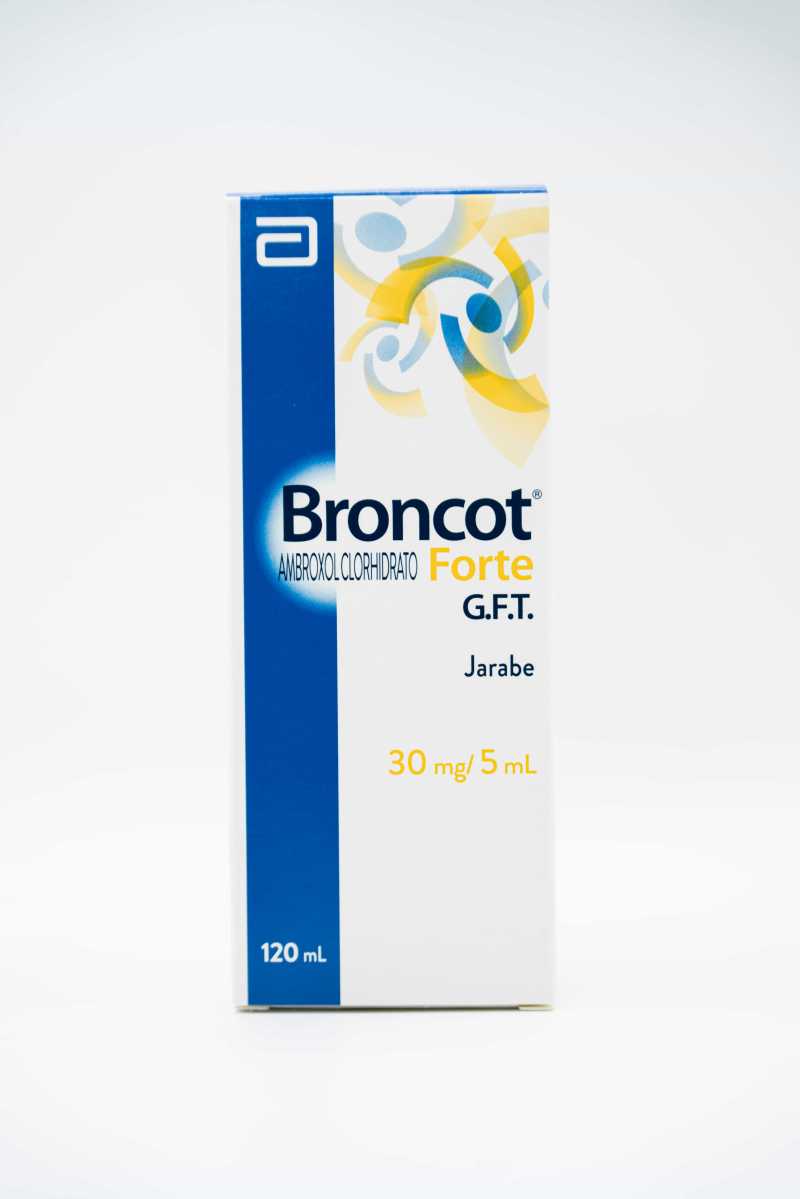 Broncot®
AMBROXOL CLORHIDRATO Forte
G.F.T.
Jarabe
30 mg/ 5 mL
120 mL